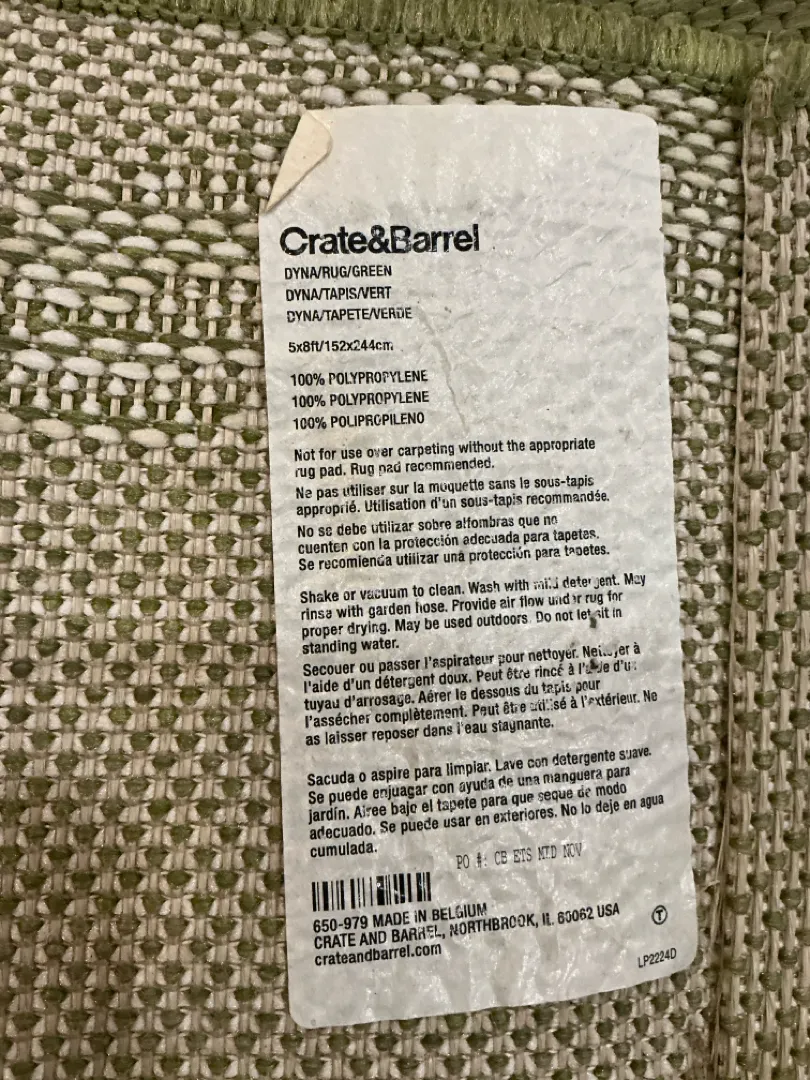 Crate&Barrel
DYNA/RUG/GREEN
DYNA/TAPIS/VERT
DYNA/TAPETE/VERDE
5x8ft/152x244cm
100% POLYPROPYLENE
100% POLYPROPYLENE
100% POLIPROPILENO
Not for use over carpeting without the appropriate
rug pad. Rug pad recommended.
Ne pas utiliser sur la moquette sans le sous-tapis
approprié. Utilisation d'un sous-tapis recommandée.
No se debe utilizar sobre alfombras que no
cuenten con la protección adecuada para tapetes.
Se recomienda utilizar una protección para tapetes.
Shake or vacuum to clean. Wash with mild detergent. May
rinse with garden hose. Provide air flow under rug for
proper drying. May be used outdoors. Do not let sit in
standing water.
Secouer ou passer l'aspirateur pour nettoyer. Nettoyer à
l'aide d'un détergent doux. Peut être rincé à l'aide d'un
tuyau d'arrosage. Aérer le dessous du tapis pour
l'assécher complètement. Peut être utilisé à l'extérieur. Ne
as laisser reposer dans l'eau stagnante.
Sacuda o aspire para limpiar. Lave con detergente suave.
Se puede enjuagar con ayuda de una manguera para
jardín. Airee bajo el tapete para que seque de modo
adecuado. Se puede usar en exteriores. No lo deje en agua
cumulada.
PO #: CB ETS MID NOV
650-979 MADE IN BELGIUM
CRATE AND BARREL, NORTHBROOK, IL 60062 USA
crateandbarrel.com
T
LP2224D